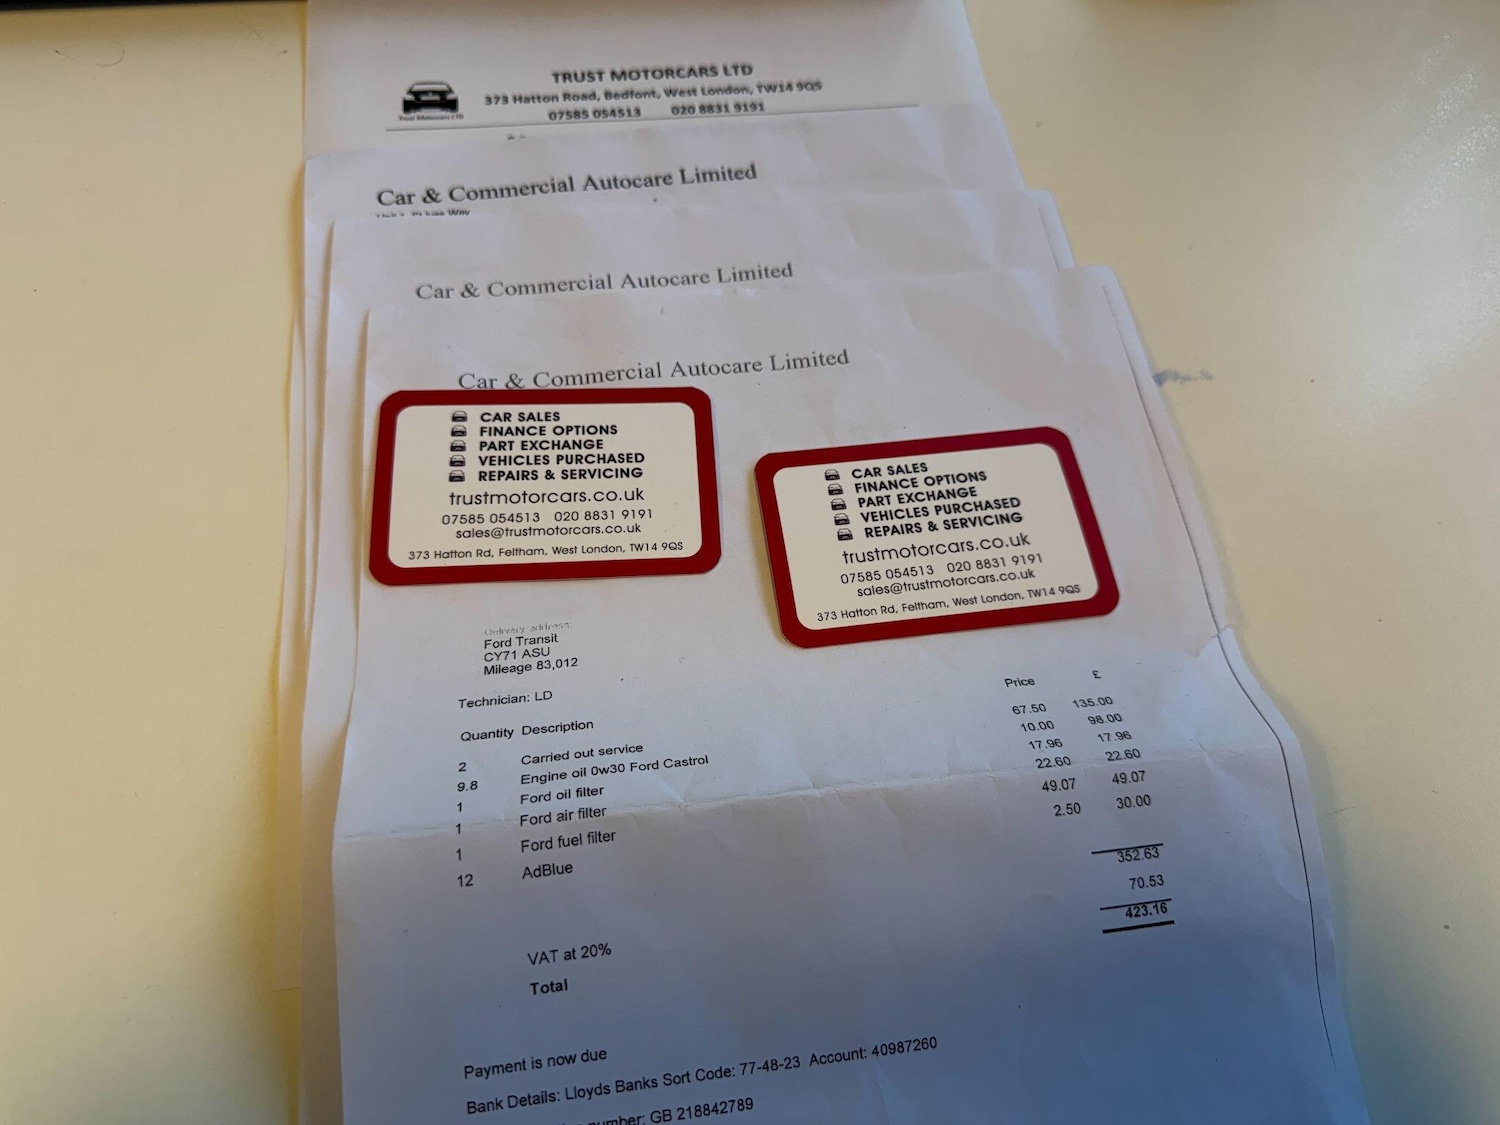 TRUST MOTORCARS LTD
373 Hatton Road, Bedfont, West London, TW14 9QS
07585 054513 020 8831 9191
Trust Motorcars LTD
Car & Commercial Autocare Limited
Way
Car & Commercial Autocare Limited
Car & Commercial Autocare Limited
CAR SALES
FINANCE OPTIONS
PART EXCHANGE
VEHICLES PURCHASED
REPAIRS & SERVICING
trustmotorcars.co.uk
07585 054513 020 8831 9191
sales@trustmotorcars.co.uk
373 Hatton Rd, Feltham, West London, TW14 9QS
CAR SALES
FINANCE OPTIONS
PART EXCHANGE
VEHICLES PURCHASED
REPAIRS & SERVICING
trustmotorcars.co.uk
07585 054513 020 8831 9191
sales@trustmotorcars.co.uk
373 Hatton Rd, Feltham, West London, TW14 9QS
Delivery address:
Ford Transit
CY71 ASU
Mileage 83,012
Technician: LD
Quantity Description Price £
2 Carried out service 67.50 135.00
9.8 Engine oil 0w30 Ford Castrol 10.00 98.00
1 Ford oil filter 17.96 17.96
1 Ford air filter 22.60 22.60
1 Ford fuel filter 49.07 49.07
12 AdBlue 2.50 30.00
352.63
VAT at 20% 70.53
Total 423.16
Payment is now due
Bank Details: Lloyds Banks Sort Code: 77-48-23 Account: 40987260
number: GB 218842789